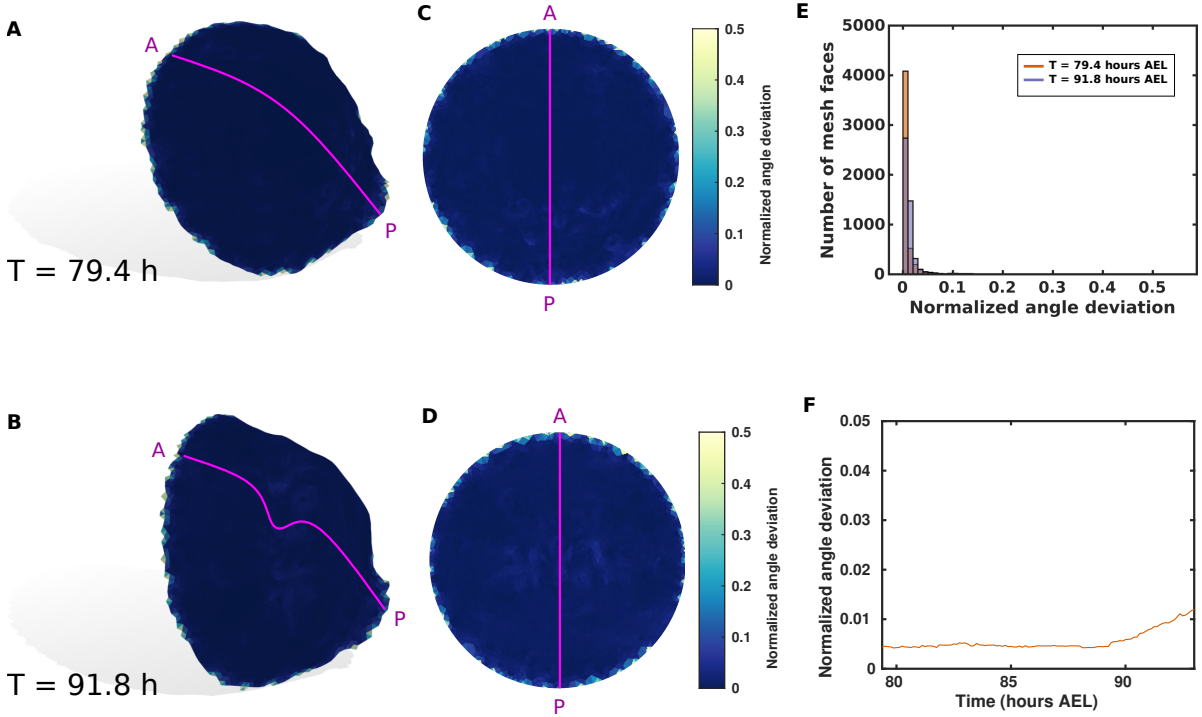 A
A
P
T = 79.4 h
C
A
P
0.5
0.4
0.3
0.2
0.1
0
Normalized angle deviation
E
5000
4000
3000
2000
1000
0
Number of mesh faces
T = 79.4 hours AEL
T = 91.8 hours AEL
0 0.1 0.2 0.3 0.4 0.5
Normalized angle deviation
B
A
P
T = 91.8 h
D
A
P
0.5
0.4
0.3
0.2
0.1
0
Normalized angle deviation
F
0.05
0.04
0.03
0.02
0.01
0
Normalized angle deviation
80 85 90
Time (hours AEL)